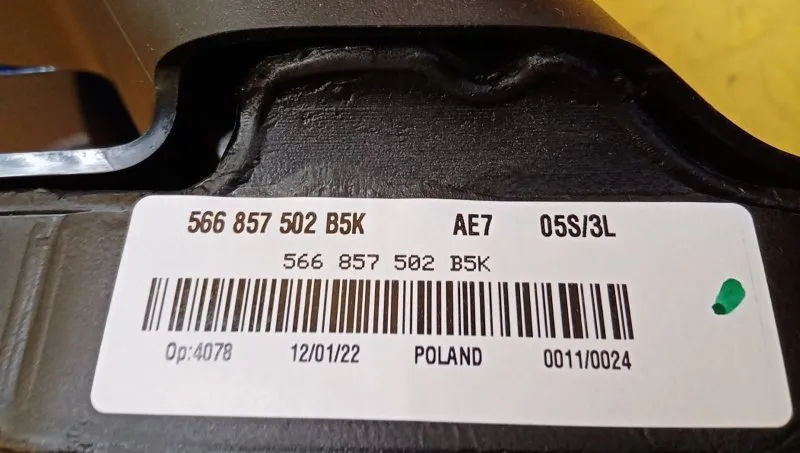 566 857 502 B5K AE7 05S/3L
566 857 502 B5K
Op:4078 12/01/22 POLAND 0011/0024